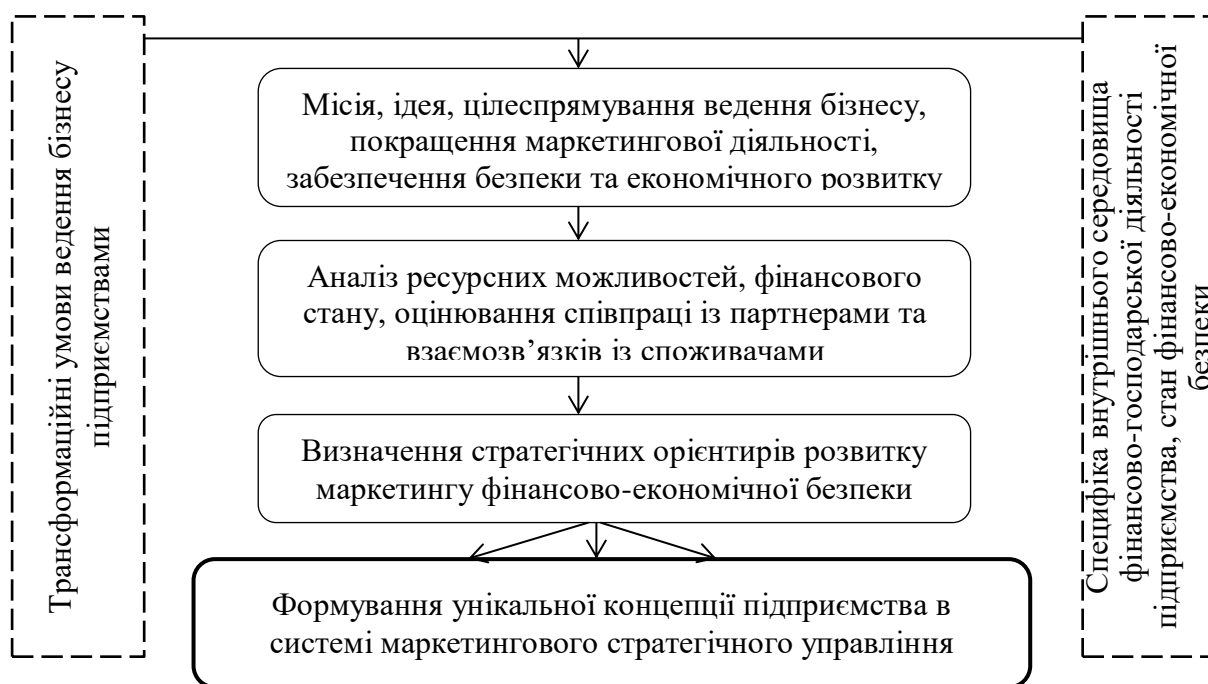 Трансформаційні умови ведення бізнесу
підприємствами
Місія, ідея, цілеспрямування ведення бізнесу,
покращення маркетингової діяльності,
забезпечення безпеки та економічного розвитку
Аналіз ресурсних можливостей, фінансового
стану, оцінювання співпраці із партнерами та
взаємозв’язків із споживачами
Визначення стратегічних орієнтирів розвитку
маркетингу фінансово-економічної безпеки
Формування унікальної концепції підприємства в
системі маркетингового стратегічного управління
Специфіка внутрішнього середовища
фінансово-господарської діяльності
підприємства, стан фінансово-економічної
безпеки